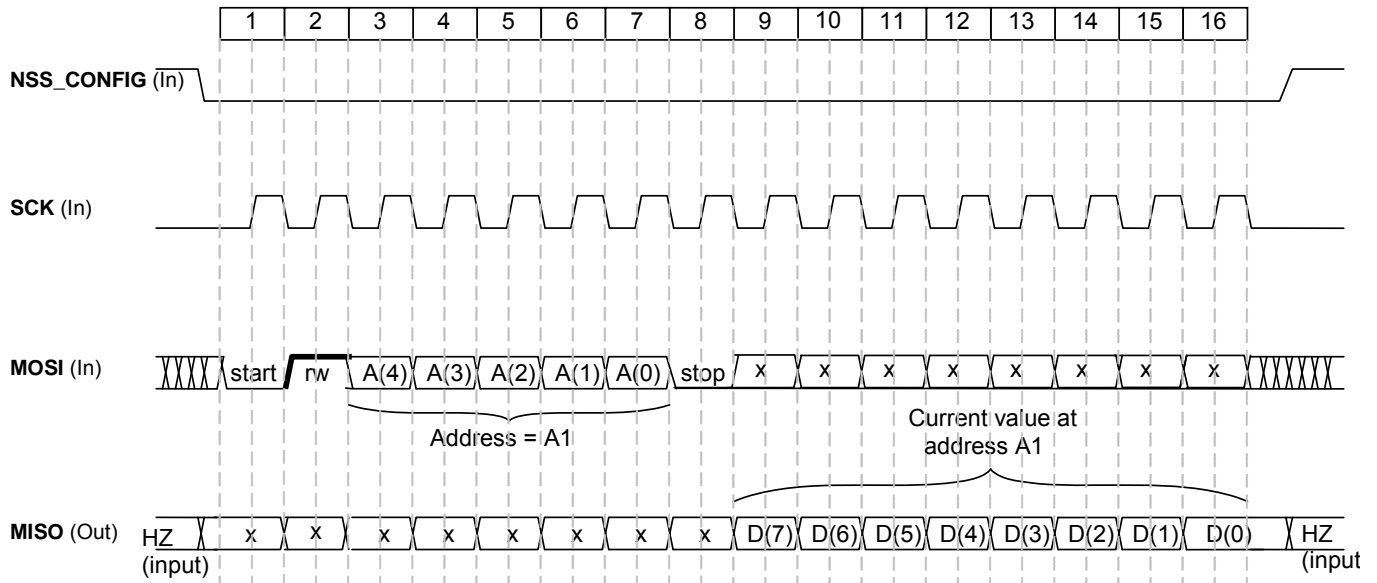 1 2 3 4 5 6 7 8 9 10 11 12 13 14 15 16
NSS_CONFIG (In)
SCK (In)
MOSI (In) start rw A(4) A(3) A(2) A(1) A(0) stop x x x x x x x x
Address = A1
Current value at
address A1
MISO (Out) HZ x x x x x x x x D(7) D(6) D(5) D(4) D(3) D(2) D(1) D(0) HZ
(input) (input